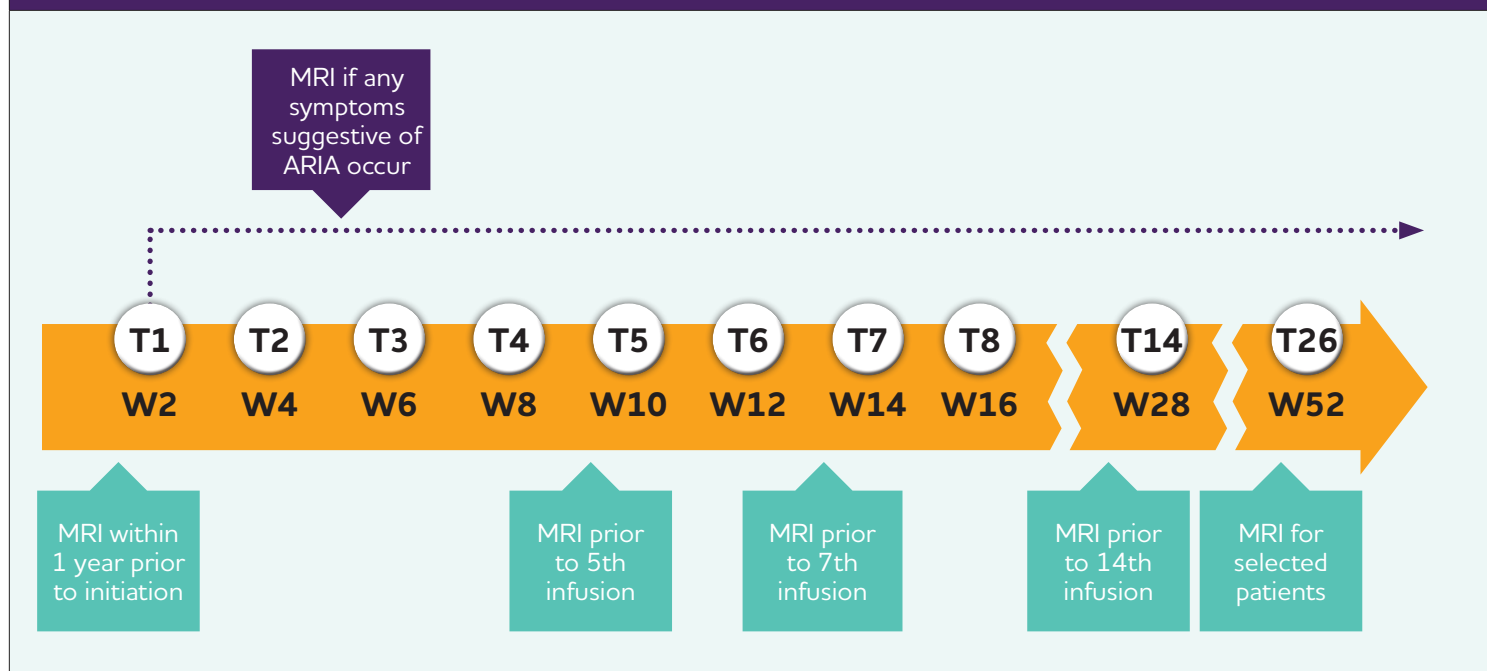 MRI if any
symptoms
suggestive of
ARIA occur
T1 T2 T3 T4 T5 T6 T7 T8 T14 T26
W2 W4 W6 W8 W10 W12 W14 W16 W28 W52
MRI within
1 year prior
to initiation
MRI prior
to 5th
infusion
MRI prior
to 7th
infusion
MRI prior
to 14th
infusion
MRI for
selected
patients